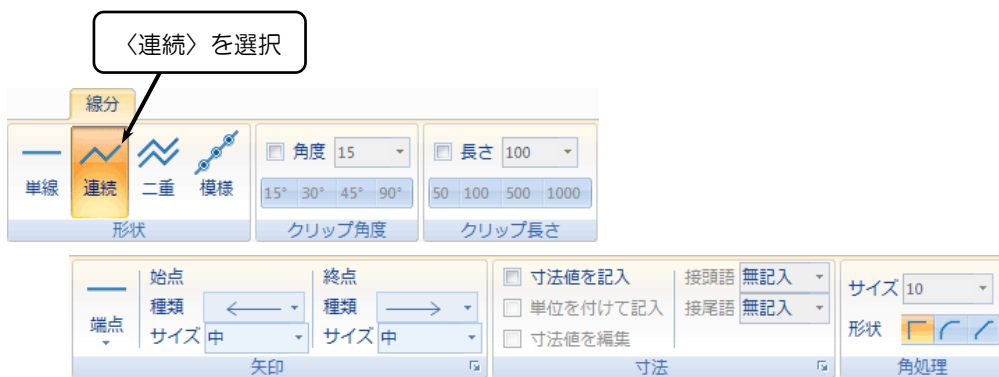 〈連続〉を選択
線分
単線 連続 二重 模様
形状
角度 15
15° 30° 45° 90°
クリップ角度
長さ 100
50 100 500 1000
クリップ長さ
端点
始点
種類
サイズ 中
終点
種類
サイズ 中
矢印
寸法値を記入
単位を付けて記入
寸法値を編集
接頭語 無記入
接尾語 無記入
寸法
サイズ 10
形状
角処理